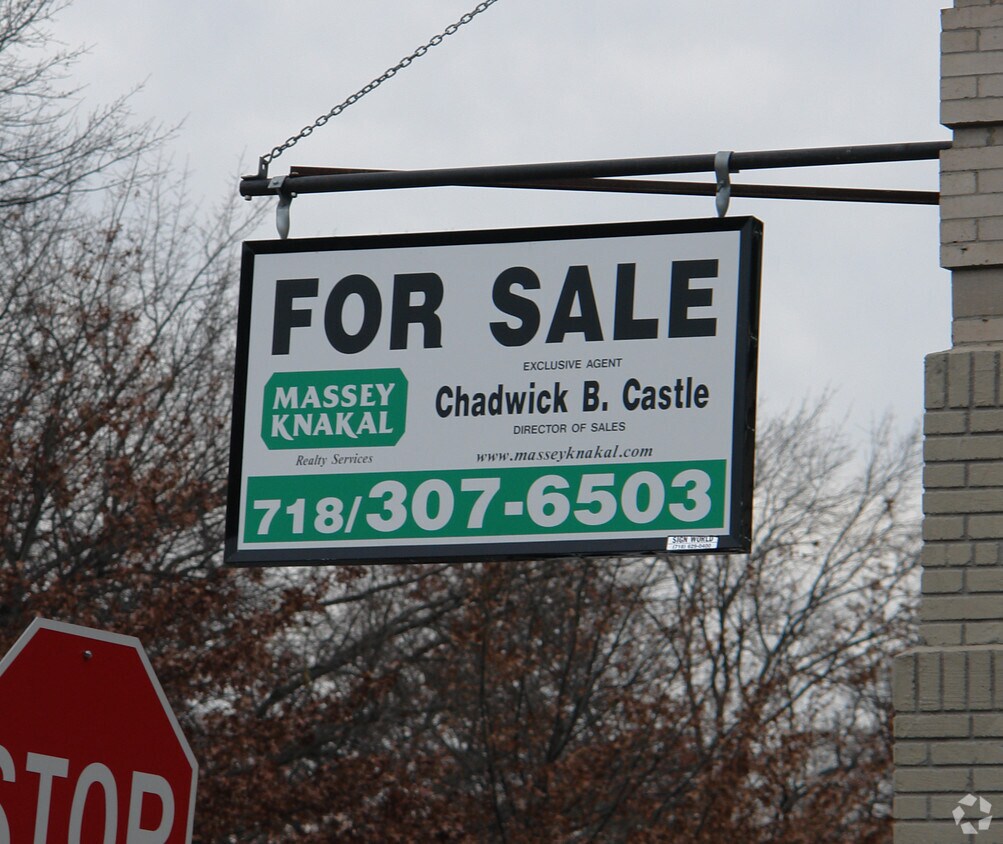 FOR SALE
EXCLUSIVE AGENT
MASSEY
KNAKAL
Realty Services
Chadwick B. Castle
DIRECTOR OF SALES
www.masseyknakal.com
718/307-6503
SIGN WORLD
STOP